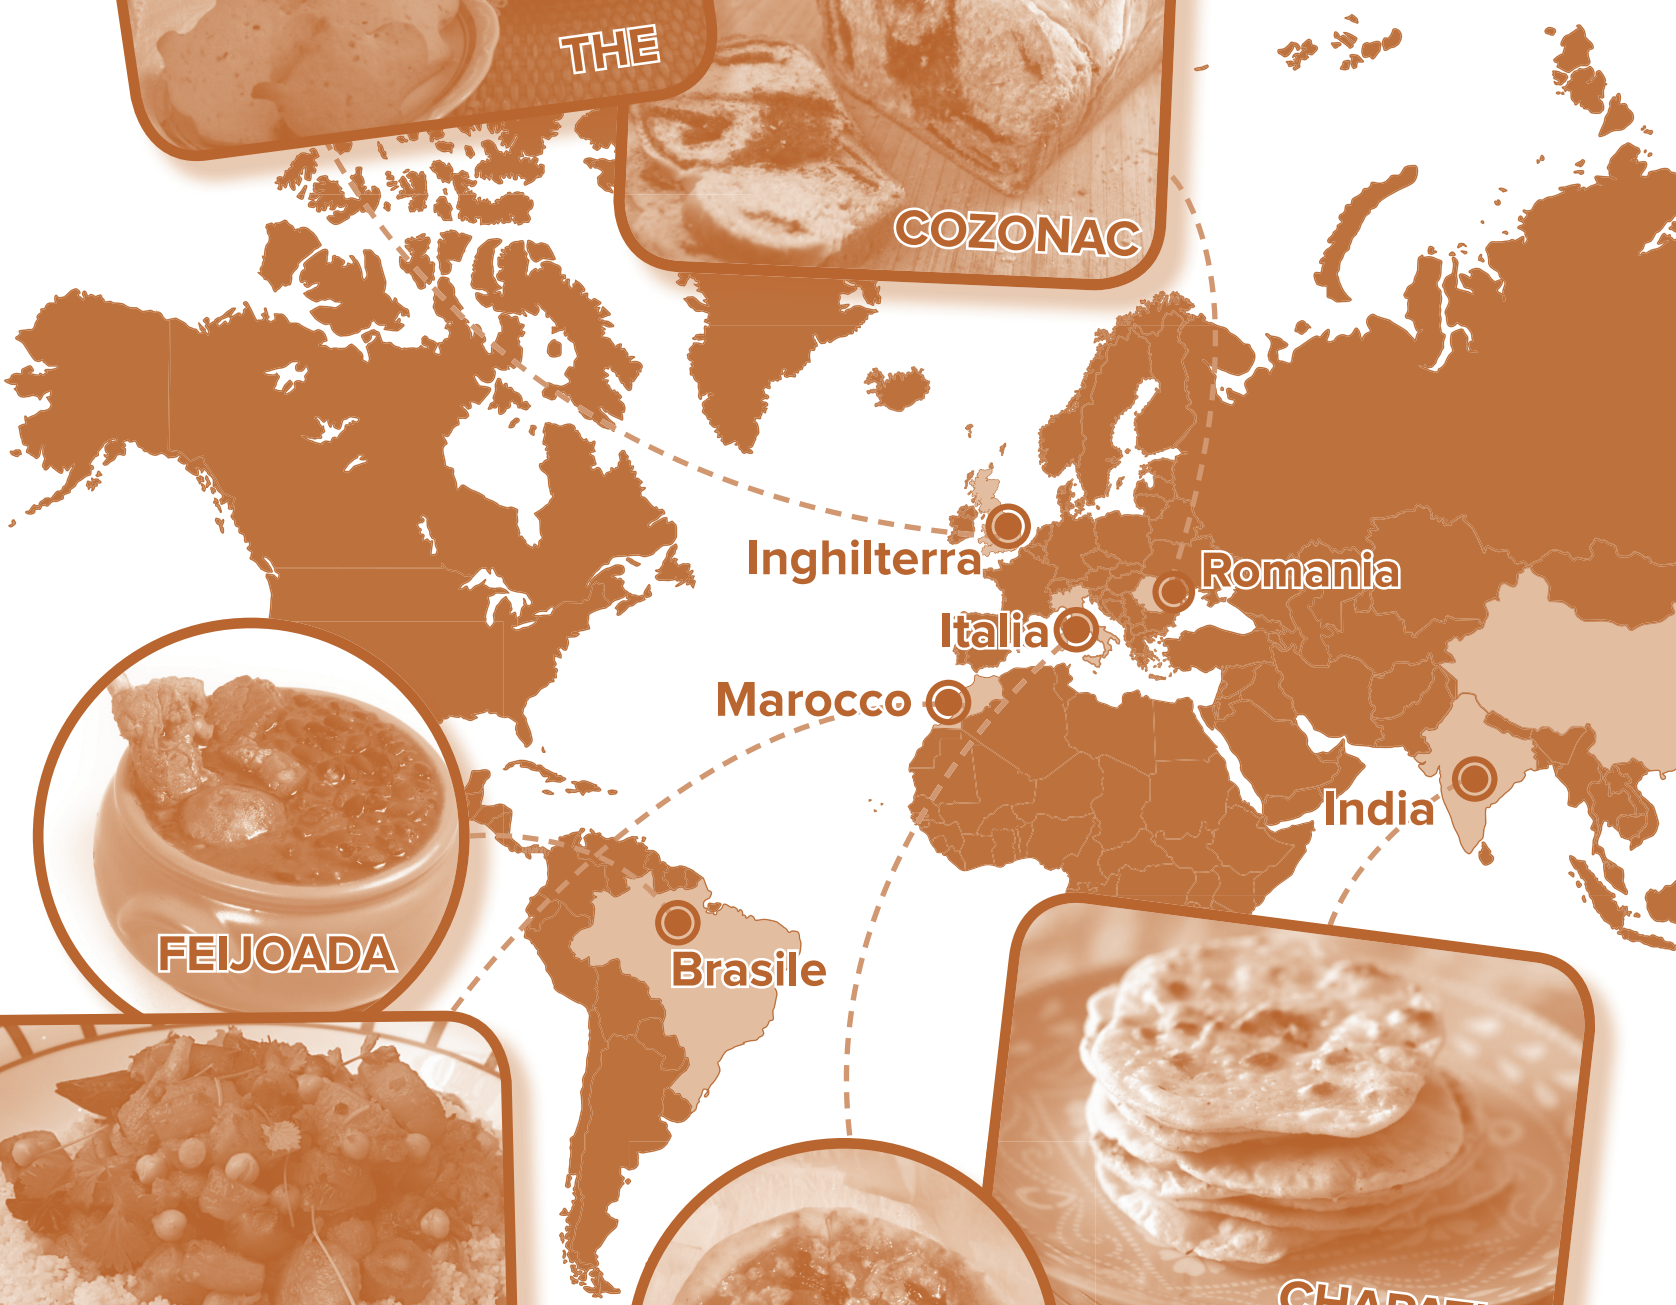 THE
COZONAC
Inghilterra
Romania
Italia
Marocco
India
FEIJOADA
Brasile